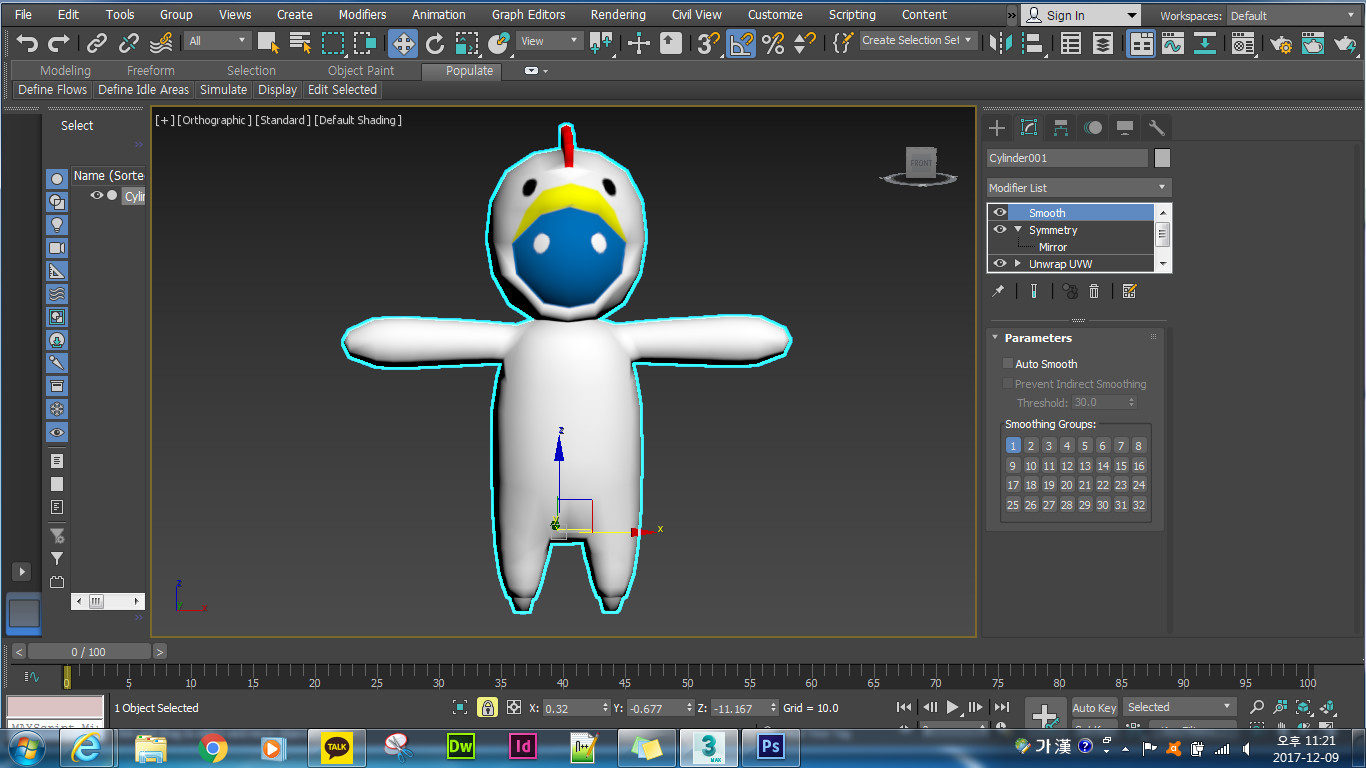 File Edit Tools Group Views Create Modifiers Animation Graph Editors Rendering Civil View Customize Scripting Content » Sign In Workspaces: Default
All View 3 Create Selection Set
Modeling Freeform Selection Object Paint Populate
Define Flows Define Idle Areas Simulate Display Edit Selected
Select
Name (Sorte
Cylin
[+] [Orthographic] [Standard] [Default Shading]
FRONT
z
x
z
x
Cylinder001
Modifier List
Smooth
Symmetry
Mirror
Unwrap UVW
Parameters
Auto Smooth
Prevent Indirect Smoothing
Threshold: 30.0
Smoothing Groups:
1 2 3 4 5 6 7 8
9 10 11 12 13 14 15 16
17 18 19 20 21 22 23 24
25 26 27 28 29 30 31 32
< 0 / 100 >
0 5 10 15 20 25 30 35 40 45 50 55 60 65 70 75 80 85 90 95 100
1 Object Selected X: 0.32 Y: -0.677 Z: -11.167 Grid = 10.0 Auto Key Selected
TALK Dw Id 3 MAX Ps 가 漢 오후 11:21
2017-12-09